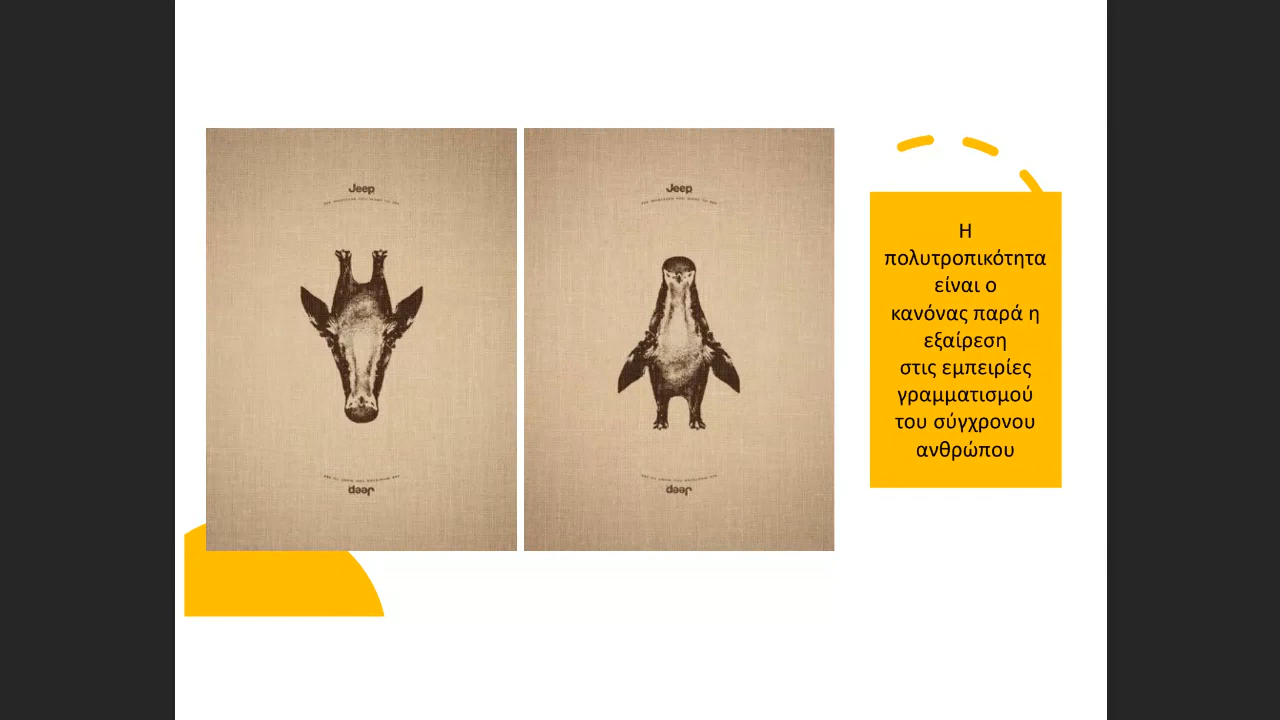 Jeep
Jeep
Jeep
Jeep
Η
πολυτροπικότητα
είναι ο
κανόνας παρά η
εξαίρεση
στις εμπειρίες
γραμματισμού
του σύγχρονου
ανθρώπου